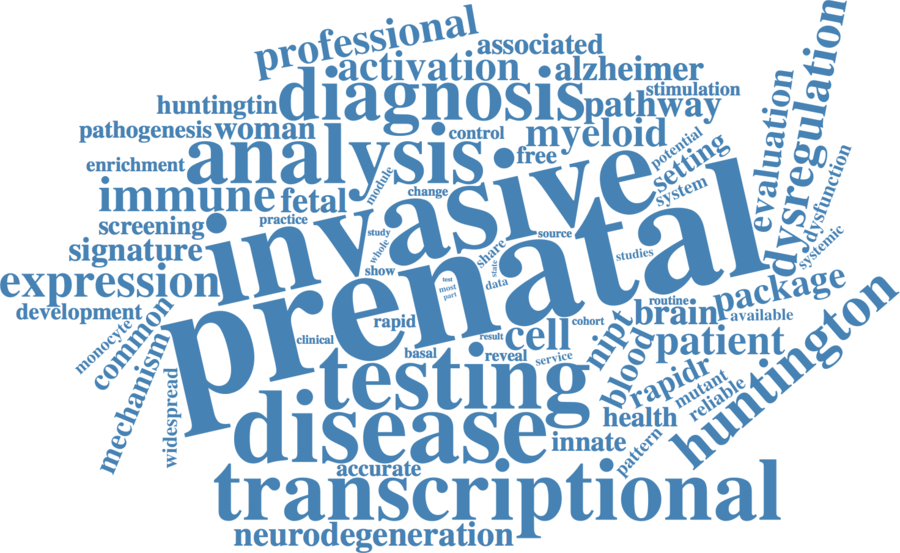 professional
associated
activation
alzheimer
stimulation
huntingtin
diagnosis
pathway
evaluation
dysregulation
pathogenesis
woman
control
myeloid
potential
analysis
free
setting
enrichment
module
change
system
dysfunction
immune
fetal
invasive
practice
screening
study
source
systemic
signature
whole
share
studies
prenatal
expression
show
state
test
most
part
data
package
development
routine
brain
available
monocyte
common
rapid
cell
cohort
nipt
clinical
result
patient
huntington
mechanism
basal
reveal
service
blood
widespread
testing
rapidr
mutant
reliable
disease
health
innate
pattern
accurate
transcriptional
neurodegeneration